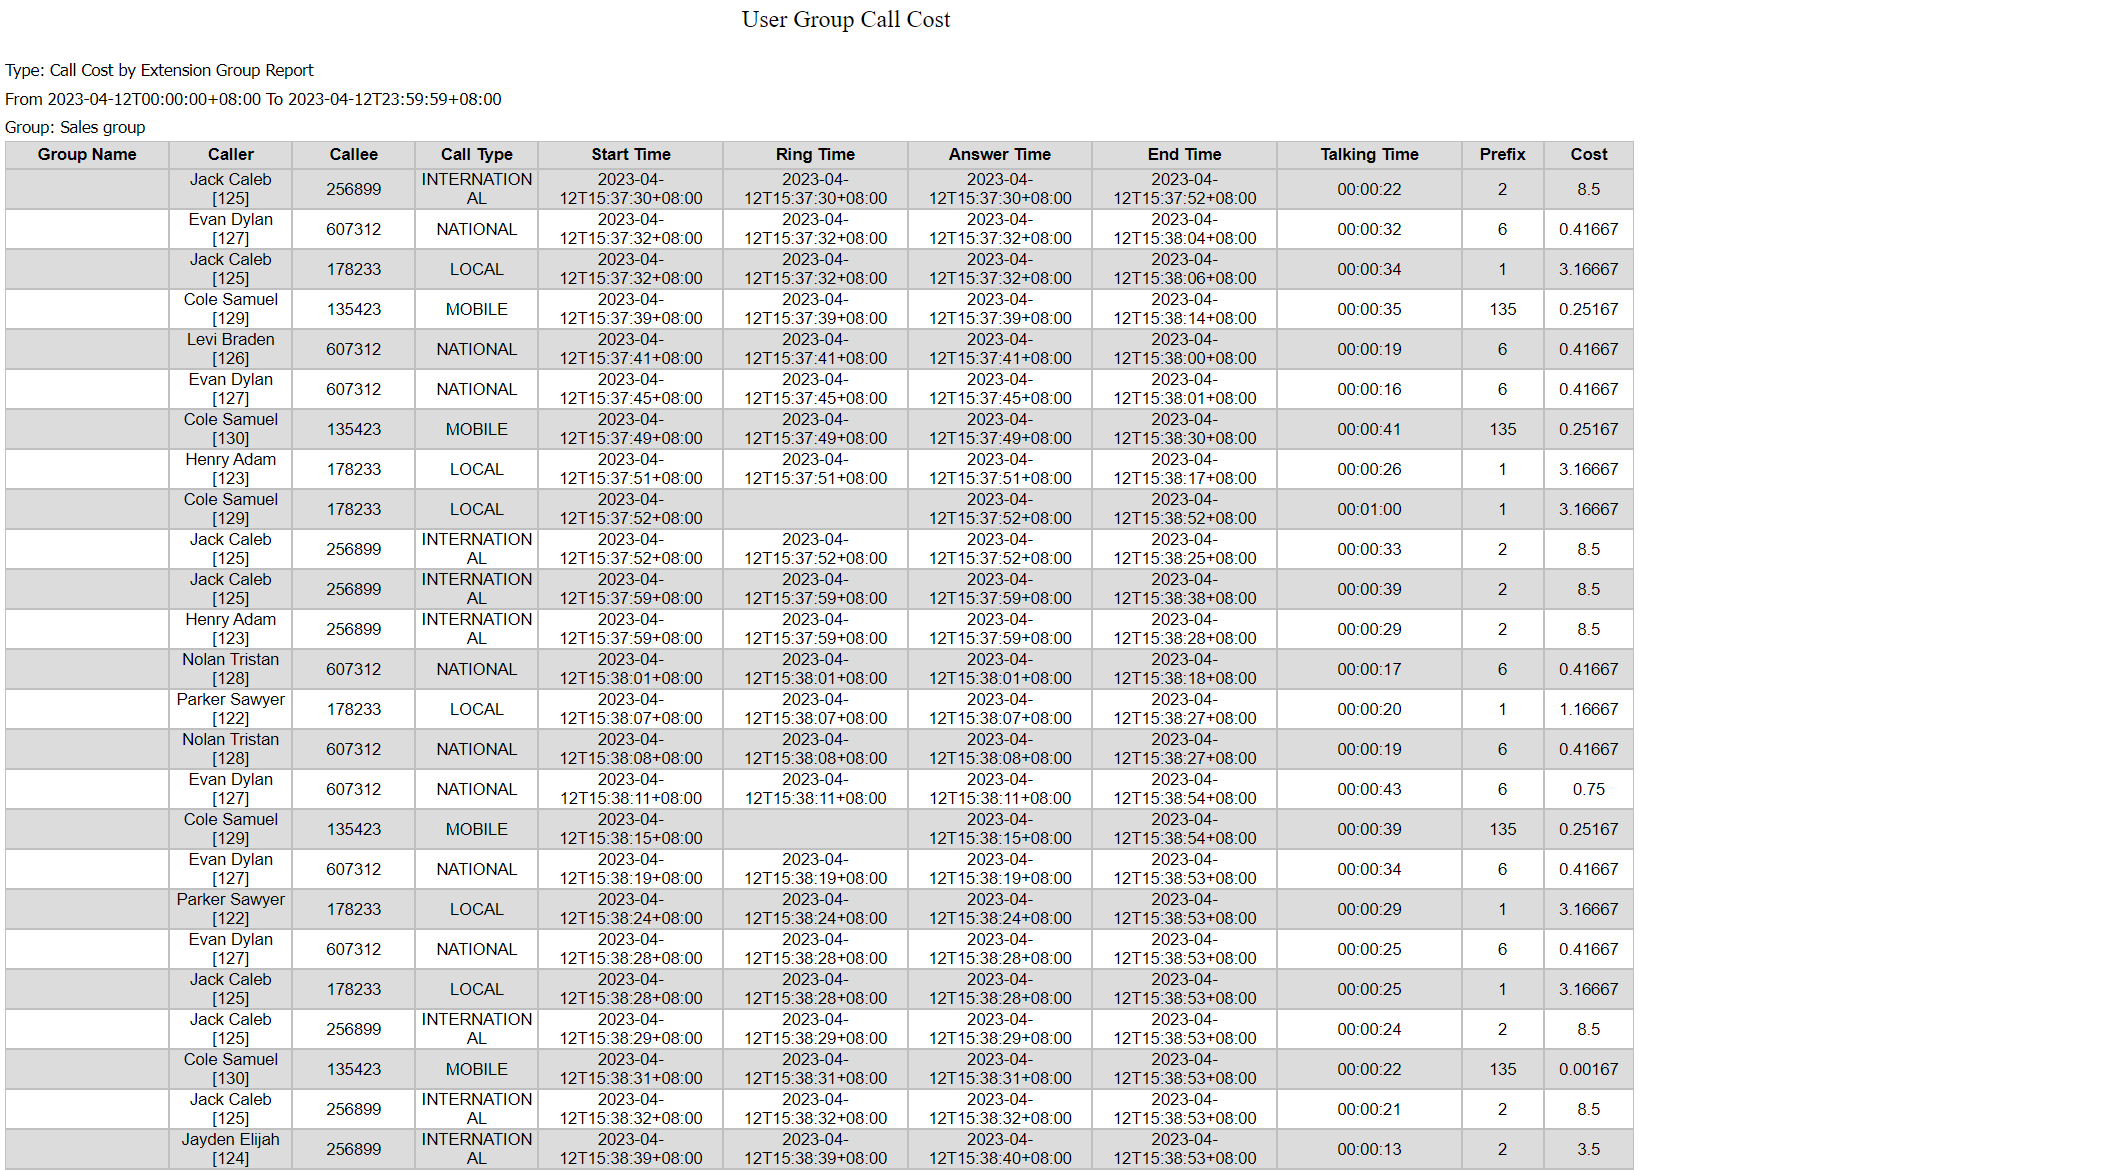 User Group Call Cost
Type: Call Cost by Extension Group Report
From 2023-04-12T00:00:00+08:00 To 2023-04-12T23:59:59+08:00
Group: Sales group
Group Name Caller Callee Call Type Start Time Ring Time Answer Time End Time Talking Time Prefix Cost
Jack Caleb [125] 256899 INTERNATIONAL 2023-04-12T15:37:30+08:00 2023-04-12T15:37:30+08:00 2023-04-12T15:37:30+08:00 2023-04-12T15:37:52+08:00 00:00:22 2 8.5
Evan Dylan [127] 607312 NATIONAL 2023-04-12T15:37:32+08:00 2023-04-12T15:37:32+08:00 2023-04-12T15:37:32+08:00 2023-04-12T15:38:04+08:00 00:00:32 6 0.41667
Jack Caleb [125] 178233 LOCAL 2023-04-12T15:37:32+08:00 2023-04-12T15:37:32+08:00 2023-04-12T15:37:32+08:00 2023-04-12T15:38:06+08:00 00:00:34 1 3.16667
Cole Samuel [129] 135423 MOBILE 2023-04-12T15:37:39+08:00 2023-04-12T15:37:39+08:00 2023-04-12T15:37:39+08:00 2023-04-12T15:38:14+08:00 00:00:35 135 0.25167
Levi Braden [126] 607312 NATIONAL 2023-04-12T15:37:41+08:00 2023-04-12T15:37:41+08:00 2023-04-12T15:37:41+08:00 2023-04-12T15:38:00+08:00 00:00:19 6 0.41667
Evan Dylan [127] 607312 NATIONAL 2023-04-12T15:37:45+08:00 2023-04-12T15:37:45+08:00 2023-04-12T15:37:45+08:00 2023-04-12T15:38:01+08:00 00:00:16 6 0.41667
Cole Samuel [130] 135423 MOBILE 2023-04-12T15:37:49+08:00 2023-04-12T15:37:49+08:00 2023-04-12T15:37:49+08:00 2023-04-12T15:38:30+08:00 00:00:41 135 0.25167
Henry Adam [123] 178233 LOCAL 2023-04-12T15:37:51+08:00 2023-04-12T15:37:51+08:00 2023-04-12T15:37:51+08:00 2023-04-12T15:38:17+08:00 00:00:26 1 3.16667
Cole Samuel [129] 178233 LOCAL 2023-04-12T15:37:52+08:00 2023-04-12T15:37:52+08:00 2023-04-12T15:38:52+08:00 00:01:00 1 3.16667
Jack Caleb [125] 256899 INTERNATIONAL 2023-04-12T15:37:52+08:00 2023-04-12T15:37:52+08:00 2023-04-12T15:37:52+08:00 2023-04-12T15:38:25+08:00 00:00:33 2 8.5
Jack Caleb [125] 256899 INTERNATIONAL 2023-04-12T15:37:59+08:00 2023-04-12T15:37:59+08:00 2023-04-12T15:37:59+08:00 2023-04-12T15:38:38+08:00 00:00:39 2 8.5
Henry Adam [123] 256899 INTERNATIONAL 2023-04-12T15:37:59+08:00 2023-04-12T15:37:59+08:00 2023-04-12T15:37:59+08:00 2023-04-12T15:38:28+08:00 00:00:29 2 8.5
Nolan Tristan [128] 607312 NATIONAL 2023-04-12T15:38:01+08:00 2023-04-12T15:38:01+08:00 2023-04-12T15:38:01+08:00 2023-04-12T15:38:18+08:00 00:00:17 6 0.41667
Parker Sawyer [122] 178233 LOCAL 2023-04-12T15:38:07+08:00 2023-04-12T15:38:07+08:00 2023-04-12T15:38:07+08:00 2023-04-12T15:38:27+08:00 00:00:20 1 1.16667
Nolan Tristan [128] 607312 NATIONAL 2023-04-12T15:38:08+08:00 2023-04-12T15:38:08+08:00 2023-04-12T15:38:08+08:00 2023-04-12T15:38:27+08:00 00:00:19 6 0.41667
Evan Dylan [127] 607312 NATIONAL 2023-04-12T15:38:11+08:00 2023-04-12T15:38:11+08:00 2023-04-12T15:38:11+08:00 2023-04-12T15:38:54+08:00 00:00:43 6 0.75
Cole Samuel [129] 135423 MOBILE 2023-04-12T15:38:15+08:00 2023-04-12T15:38:15+08:00 2023-04-12T15:38:54+08:00 00:00:39 135 0.25167
Evan Dylan [127] 607312 NATIONAL 2023-04-12T15:38:19+08:00 2023-04-12T15:38:19+08:00 2023-04-12T15:38:19+08:00 2023-04-12T15:38:53+08:00 00:00:34 6 0.41667
Parker Sawyer [122] 178233 LOCAL 2023-04-12T15:38:24+08:00 2023-04-12T15:38:24+08:00 2023-04-12T15:38:24+08:00 2023-04-12T15:38:53+08:00 00:00:29 1 3.16667
Evan Dylan [127] 607312 NATIONAL 2023-04-12T15:38:28+08:00 2023-04-12T15:38:28+08:00 2023-04-12T15:38:28+08:00 2023-04-12T15:38:53+08:00 00:00:25 6 0.41667
Jack Caleb [125] 178233 LOCAL 2023-04-12T15:38:28+08:00 2023-04-12T15:38:28+08:00 2023-04-12T15:38:28+08:00 2023-04-12T15:38:53+08:00 00:00:25 1 3.16667
Jack Caleb [125] 256899 INTERNATIONAL 2023-04-12T15:38:29+08:00 2023-04-12T15:38:29+08:00 2023-04-12T15:38:29+08:00 2023-04-12T15:38:53+08:00 00:00:24 2 8.5
Cole Samuel [130] 135423 MOBILE 2023-04-12T15:38:31+08:00 2023-04-12T15:38:31+08:00 2023-04-12T15:38:31+08:00 2023-04-12T15:38:53+08:00 00:00:22 135 0.00167
Jack Caleb [125] 256899 INTERNATIONAL 2023-04-12T15:38:32+08:00 2023-04-12T15:38:32+08:00 2023-04-12T15:38:32+08:00 2023-04-12T15:38:53+08:00 00:00:21 2 8.5
Jayden Elijah [124] 256899 INTERNATIONAL 2023-04-12T15:38:39+08:00 2023-04-12T15:38:39+08:00 2023-04-12T15:38:40+08:00 2023-04-12T15:38:53+08:00 00:00:13 2 3.5